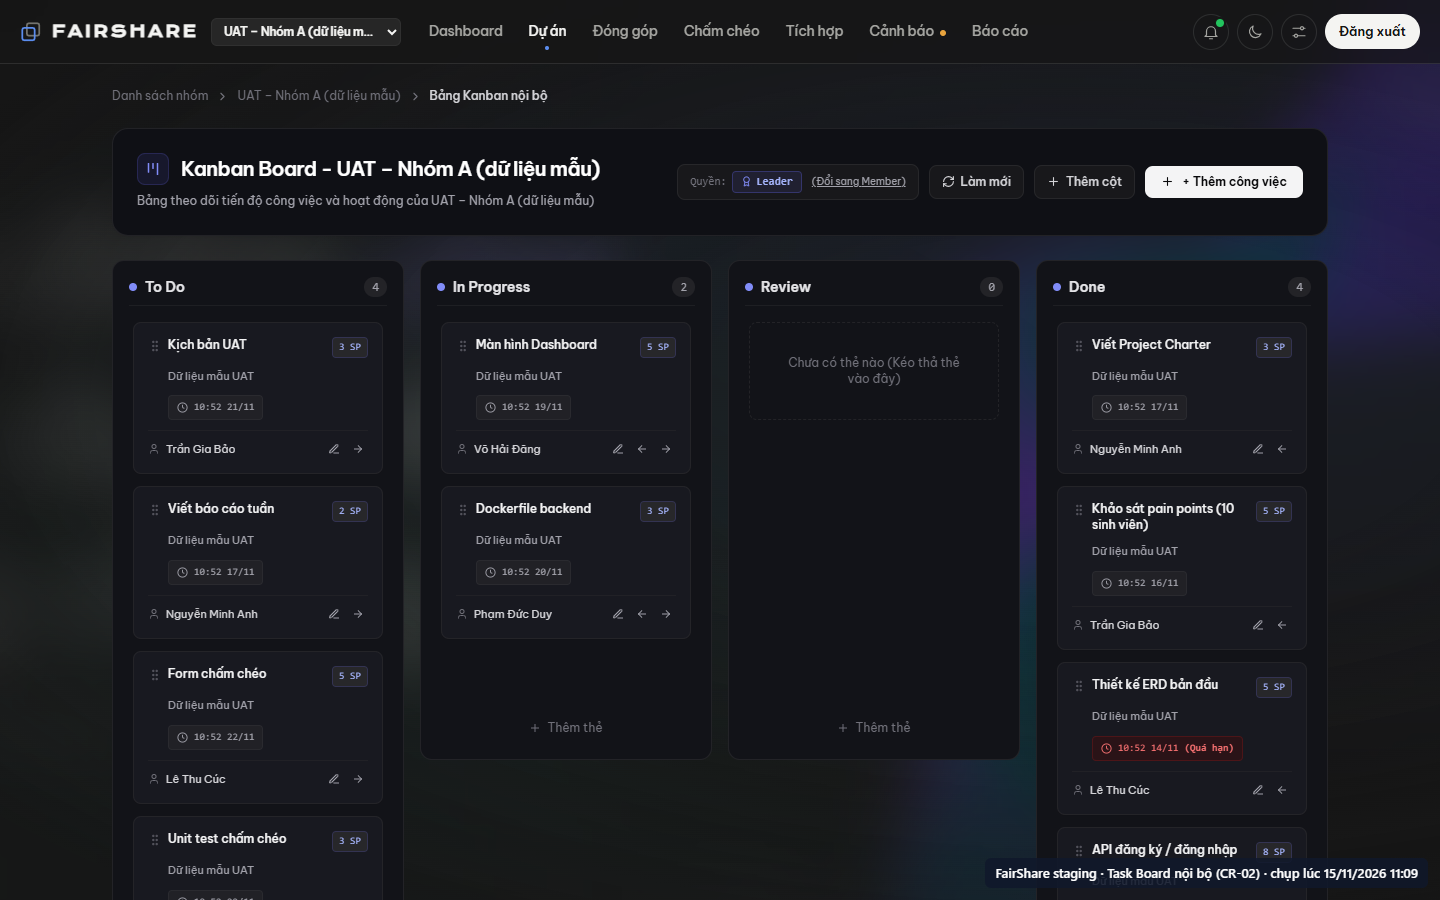 FAIRSHARE
UAT – Nhóm A (dữ liệu m...
Dashboard
Dự án
Đóng góp
Chấm chéo
Tích hợp
Cảnh báo
Báo cáo
Đăng xuất
Danh sách nhóm > UAT – Nhóm A (dữ liệu mẫu) > Bảng Kanban nội bộ
Kanban Board - UAT – Nhóm A (dữ liệu mẫu)
Bảng theo dõi tiến độ công việc và hoạt động của UAT – Nhóm A (dữ liệu mẫu)
Quyền: Leader (Đổi sang Member)
Làm mới
+ Thêm cột
+ + Thêm công việc
To Do 4
Kịch bản UAT 3 SP
Dữ liệu mẫu UAT
10:52 21/11
Trần Gia Bảo
Viết báo cáo tuần 2 SP
Dữ liệu mẫu UAT
10:52 17/11
Nguyễn Minh Anh
Form chấm chéo 5 SP
Dữ liệu mẫu UAT
10:52 22/11
Lê Thu Cúc
Unit test chấm chéo 3 SP
Dữ liệu mẫu UAT
In Progress 2
Màn hình Dashboard 5 SP
Dữ liệu mẫu UAT
10:52 19/11
Võ Hải Đăng
Dockerfile backend 3 SP
Dữ liệu mẫu UAT
10:52 20/11
Phạm Đức Duy
+ Thêm thẻ
Review 0
Chưa có thẻ nào (Kéo thả thẻ
vào đây)
+ Thêm thẻ
Done 4
Viết Project Charter 3 SP
Dữ liệu mẫu UAT
10:52 17/11
Nguyễn Minh Anh
Khảo sát pain points (10
sinh viên) 5 SP
Dữ liệu mẫu UAT
10:52 16/11
Trần Gia Bảo
Thiết kế ERD bản đầu 5 SP
Dữ liệu mẫu UAT
10:52 14/11 (Quá hạn)
Lê Thu Cúc
API đăng ký / đăng nhập 8 SP
FairShare staging · Task Board nội bộ (CR-02) · chụp lúc 15/11/2026 11:09